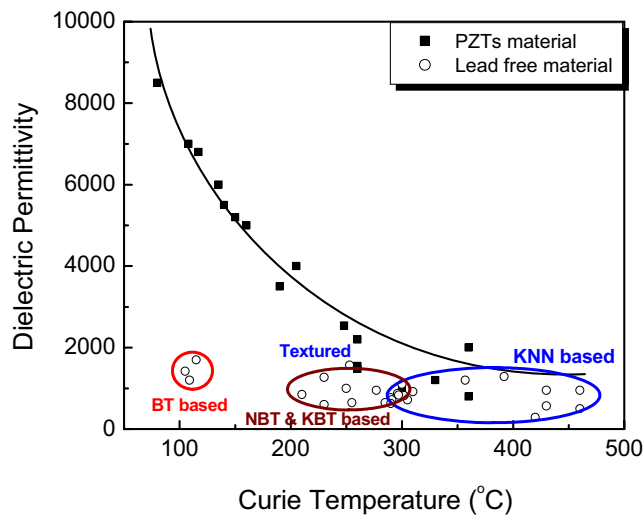 10000
8000
6000
4000
2000
0
Dielectric Permittivity
PZTs material
Lead free material
Textured
KNN based
BT based
NBT & KBT based
100
200
300
400
500
Curie Temperature (°C)